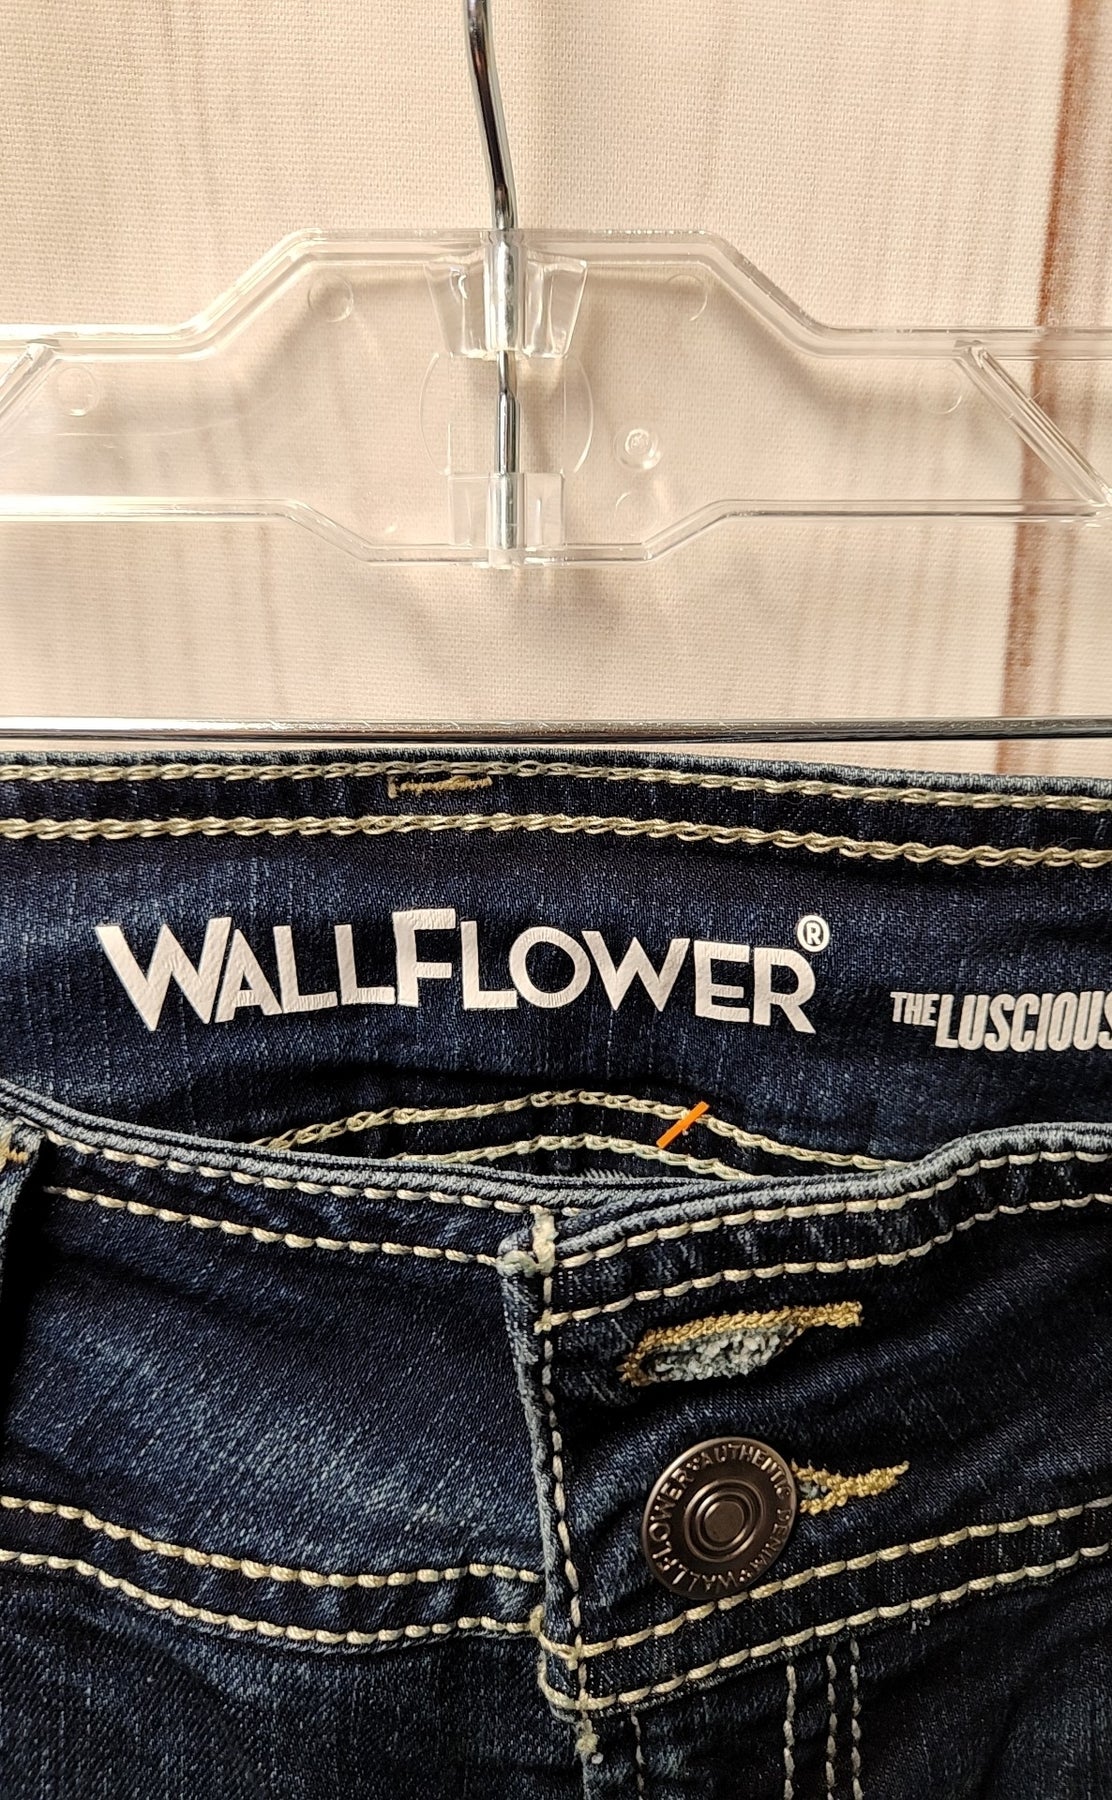 WALLFLOWER®
THE LUSCIOUS
WALLFLOWER AUTHENTIC DENIM